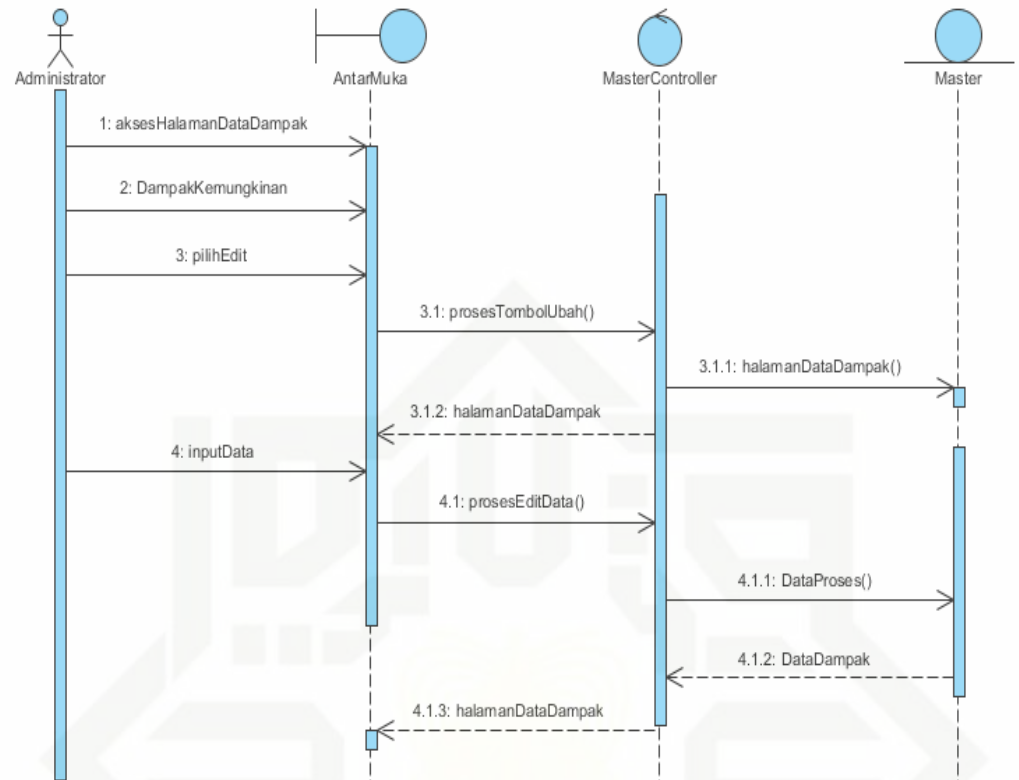 Administrator
AntarMuka
MasterController
Master
1: aksesHalamanDataDampak
2: DampakKemungkinan
3: pilihEdit
3.1: prosesTombolUbah()
3.1.1: halamanDataDampak()
3.1.2: halamanDataDampak
4: inputData
4.1: prosesEditData()
4.1.1: DataProses()
4.1.2: DataDampak
4.1.3: halamanDataDampak